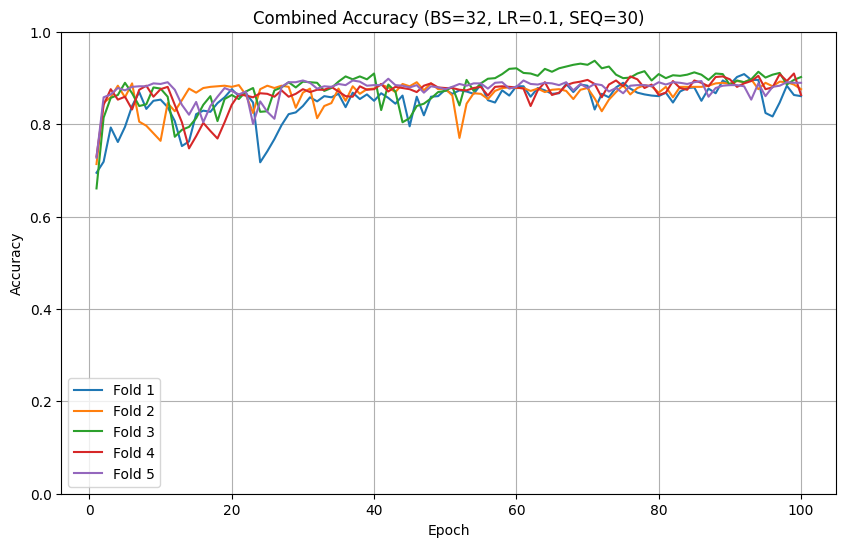 Combined Accuracy (BS=32, LR=0.1, SEQ=30)
1.0
0.8
0.6
0.4
0.2
0.0
Accuracy
Fold 1
Fold 2
Fold 3
Fold 4
Fold 5
0 20 40 60 80 100
Epoch